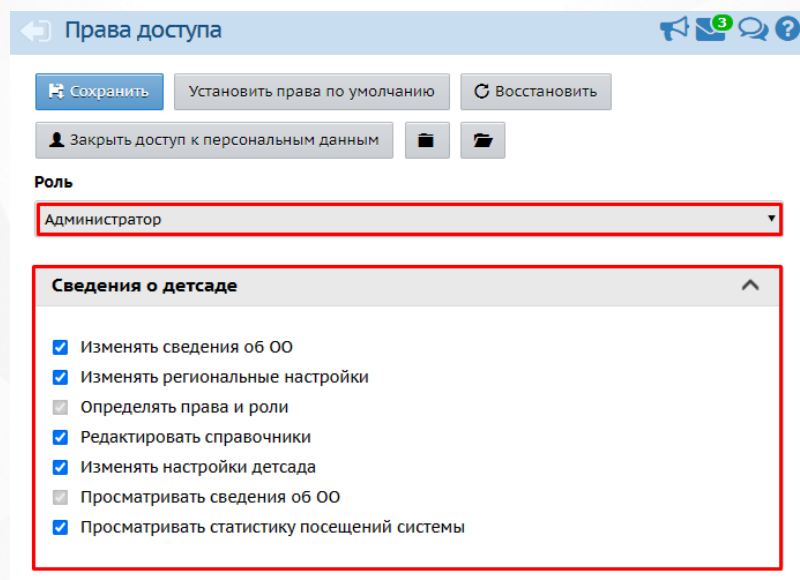 Права доступа
3
?
Сохранить Установить права по умолчанию Восстановить
Закрыть доступ к персональным данным
Роль
Администратор
Сведения о детсаде
Изменять сведения об ОО
Изменять региональные настройки
Определять права и роли
Редактировать справочники
Изменять настройки детсада
Просматривать сведения об ОО
Просматривать статистику посещений системы